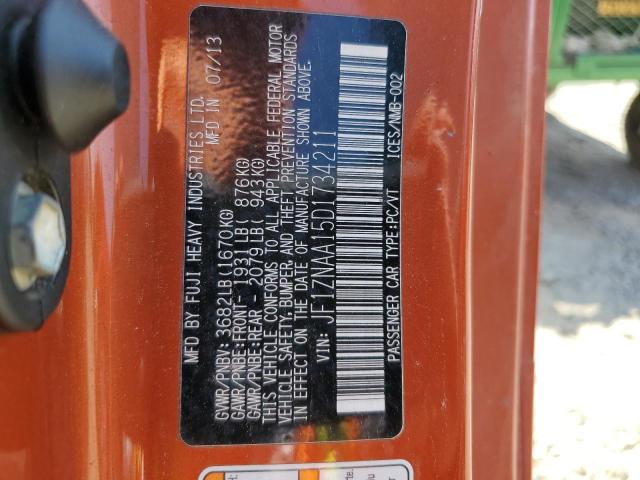 MFD BY FUJI HEAVY INDUSTRIES LTD. MFD IN 07/13
GVWR/PNBV 3682LB(1670KG)
GAWR/PNBE:FRONT- 1931LB( 876KG)
GAWR/PNBE:REAR - 2079LB( 943KG)
THIS VEHICLE CONFORMS TO ALL APPLICABLE FEDERAL MOTOR
VEHICLE SAFETY,BUMPER,AND THEFT PREVENTION STANDARDS
IN EFFECT ON THE DATE OF MANUFACTURE SHOWN ABOVE.
VIN: JF1ZNAA15D1734211
PASSENGER CAR TYPE:PC/VT ICES/NMB-002